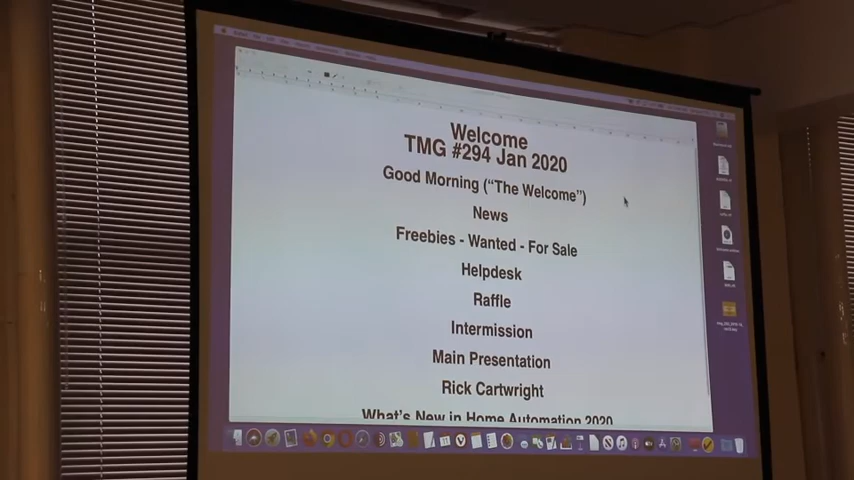 Welcome
TMG #294 Jan 2020
Good Morning (“The Welcome”)
News
Freebies - Wanted - For Sale
Helpdesk
Raffle
Intermission
Main Presentation
Rick Cartwright
What's New in Home Automation 2020